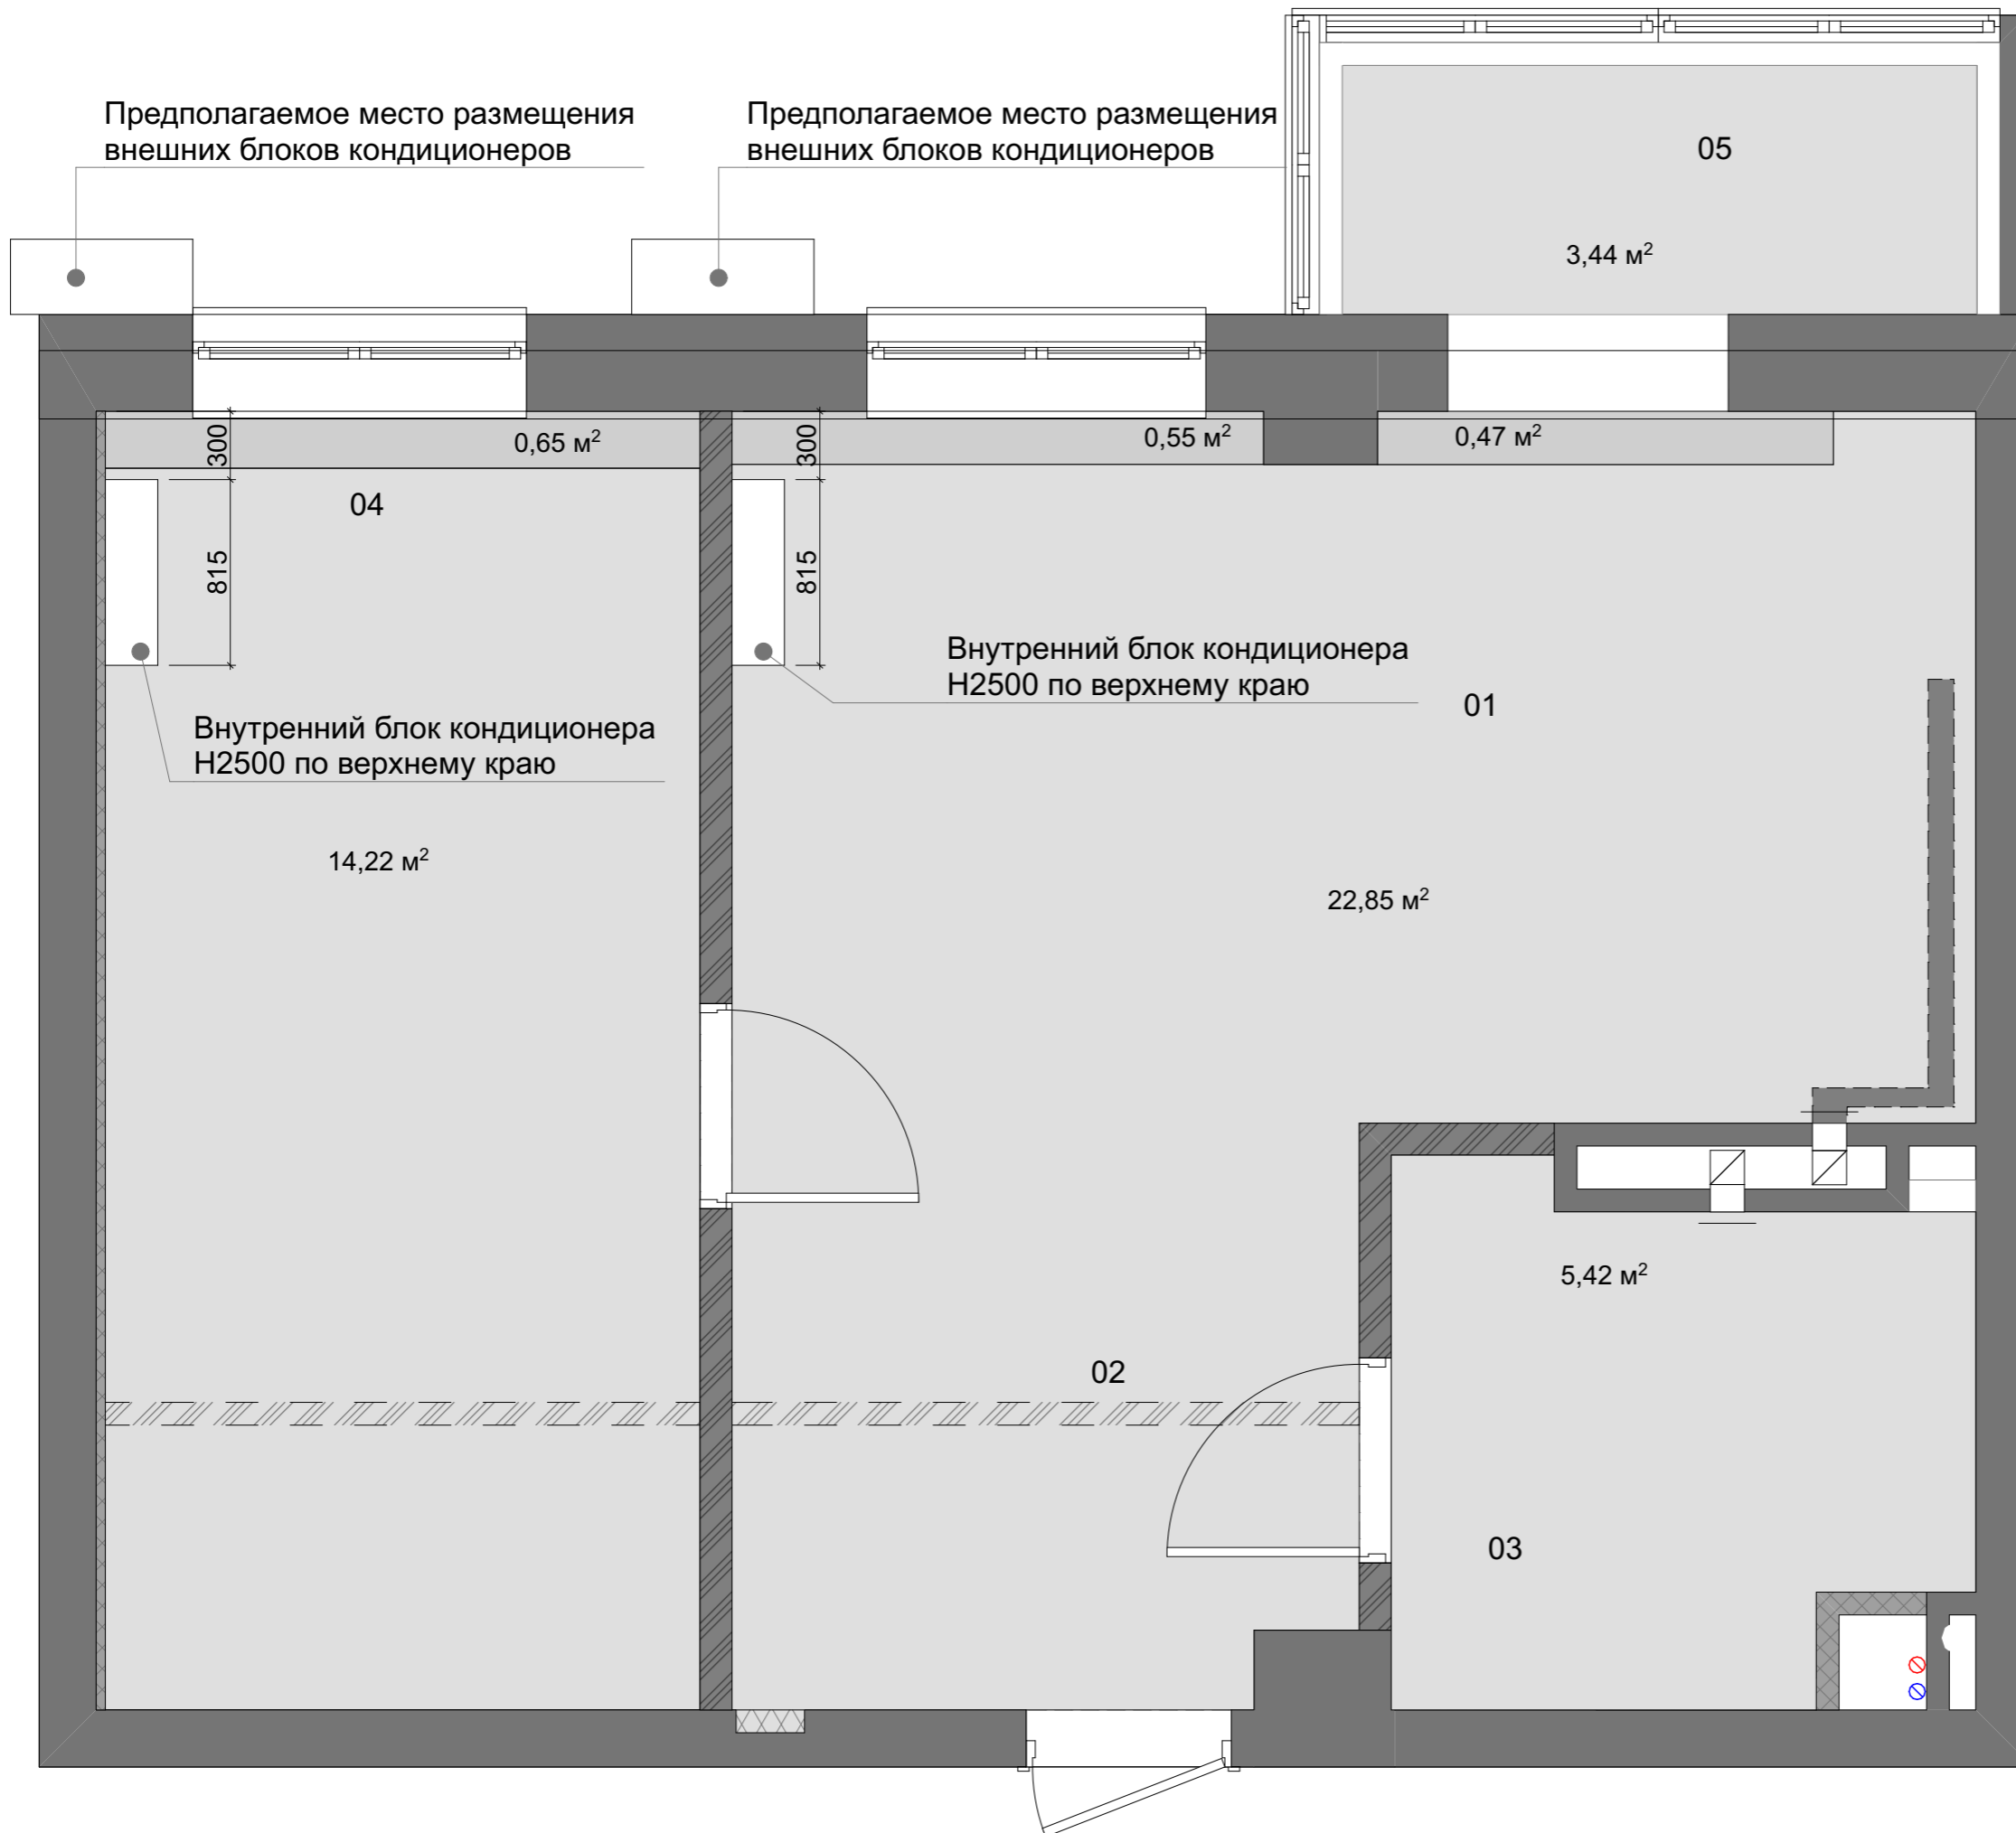 Предполагаемое место размещения
внешних блоков кондиционеров
Предполагаемое место размещения
внешних блоков кондиционеров
05
3,44 м²
300
0,65 м²
300
0,55 м²
0,47 м²
04
815
815
Внутренний блок кондиционера
Н2500 по верхнему краю
01
Внутренний блок кондиционера
Н2500 по верхнему краю
14,22 м²
22,85 м²
5,42 м²
02
03